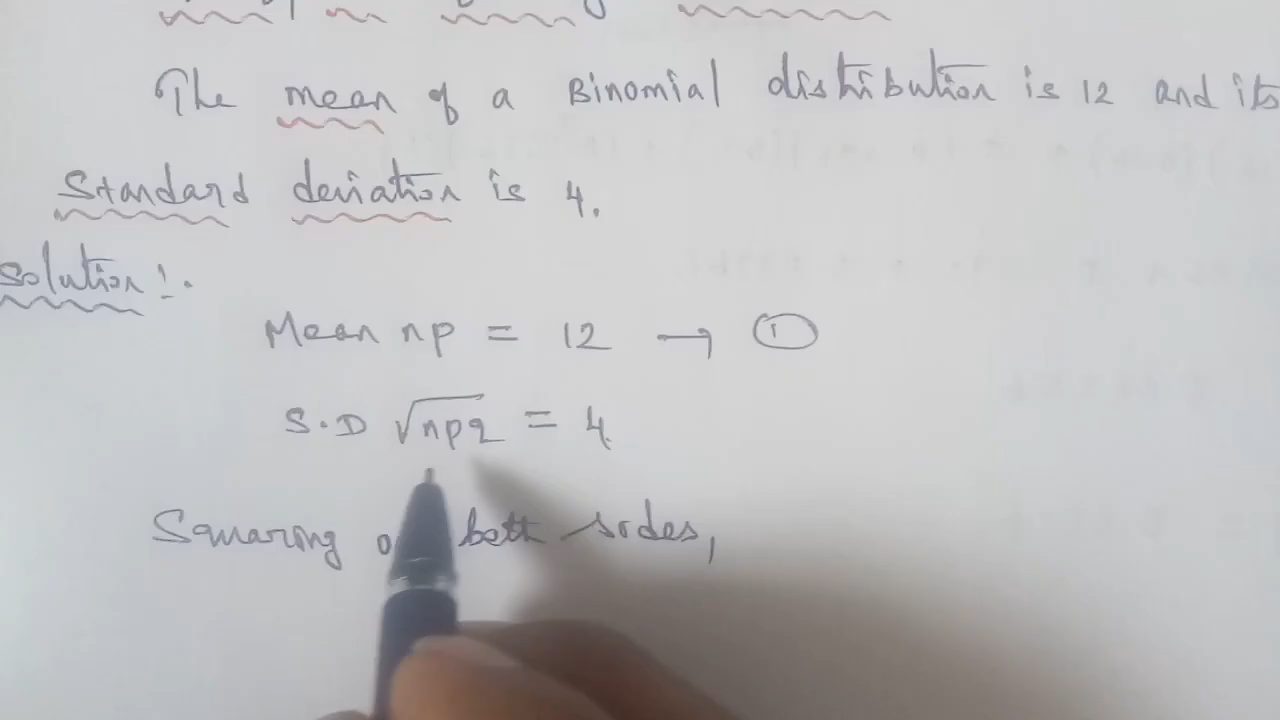 The mean of a Binomial distribution is 12 and its
Standard deviation is 4.
Solution:-
Mean np = 12 → ①
S.D √npq = 4
Squaring both sides,